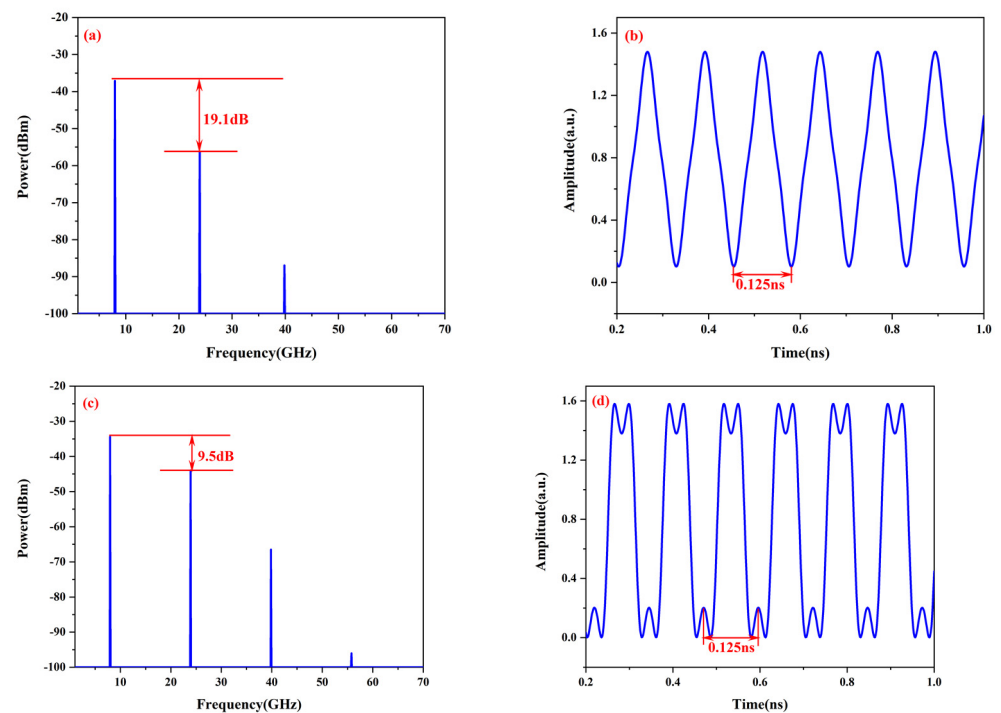 (a)
-20
-30
-40
-50
-60
-70
-80
-90
-100
Power(dBm)
19.1dB
10 20 30 40 50 60 70
Frequency(GHz)
(b)
1.6
1.2
0.8
0.4
0.0
Amplitude(a.u.)
0.125ns
0.2 0.4 0.6 0.8 1.0
Time(ns)
(c)
-20
-30
-40
-50
-60
-70
-80
-90
-100
Power(dBm)
9.5dB
10 20 30 40 50 60 70
Frequency(GHz)
(d)
1.6
1.2
0.8
0.4
0.0
Amplitude(a.u.)
0.125ns
0.2 0.4 0.6 0.8 1.0
Time(ns)